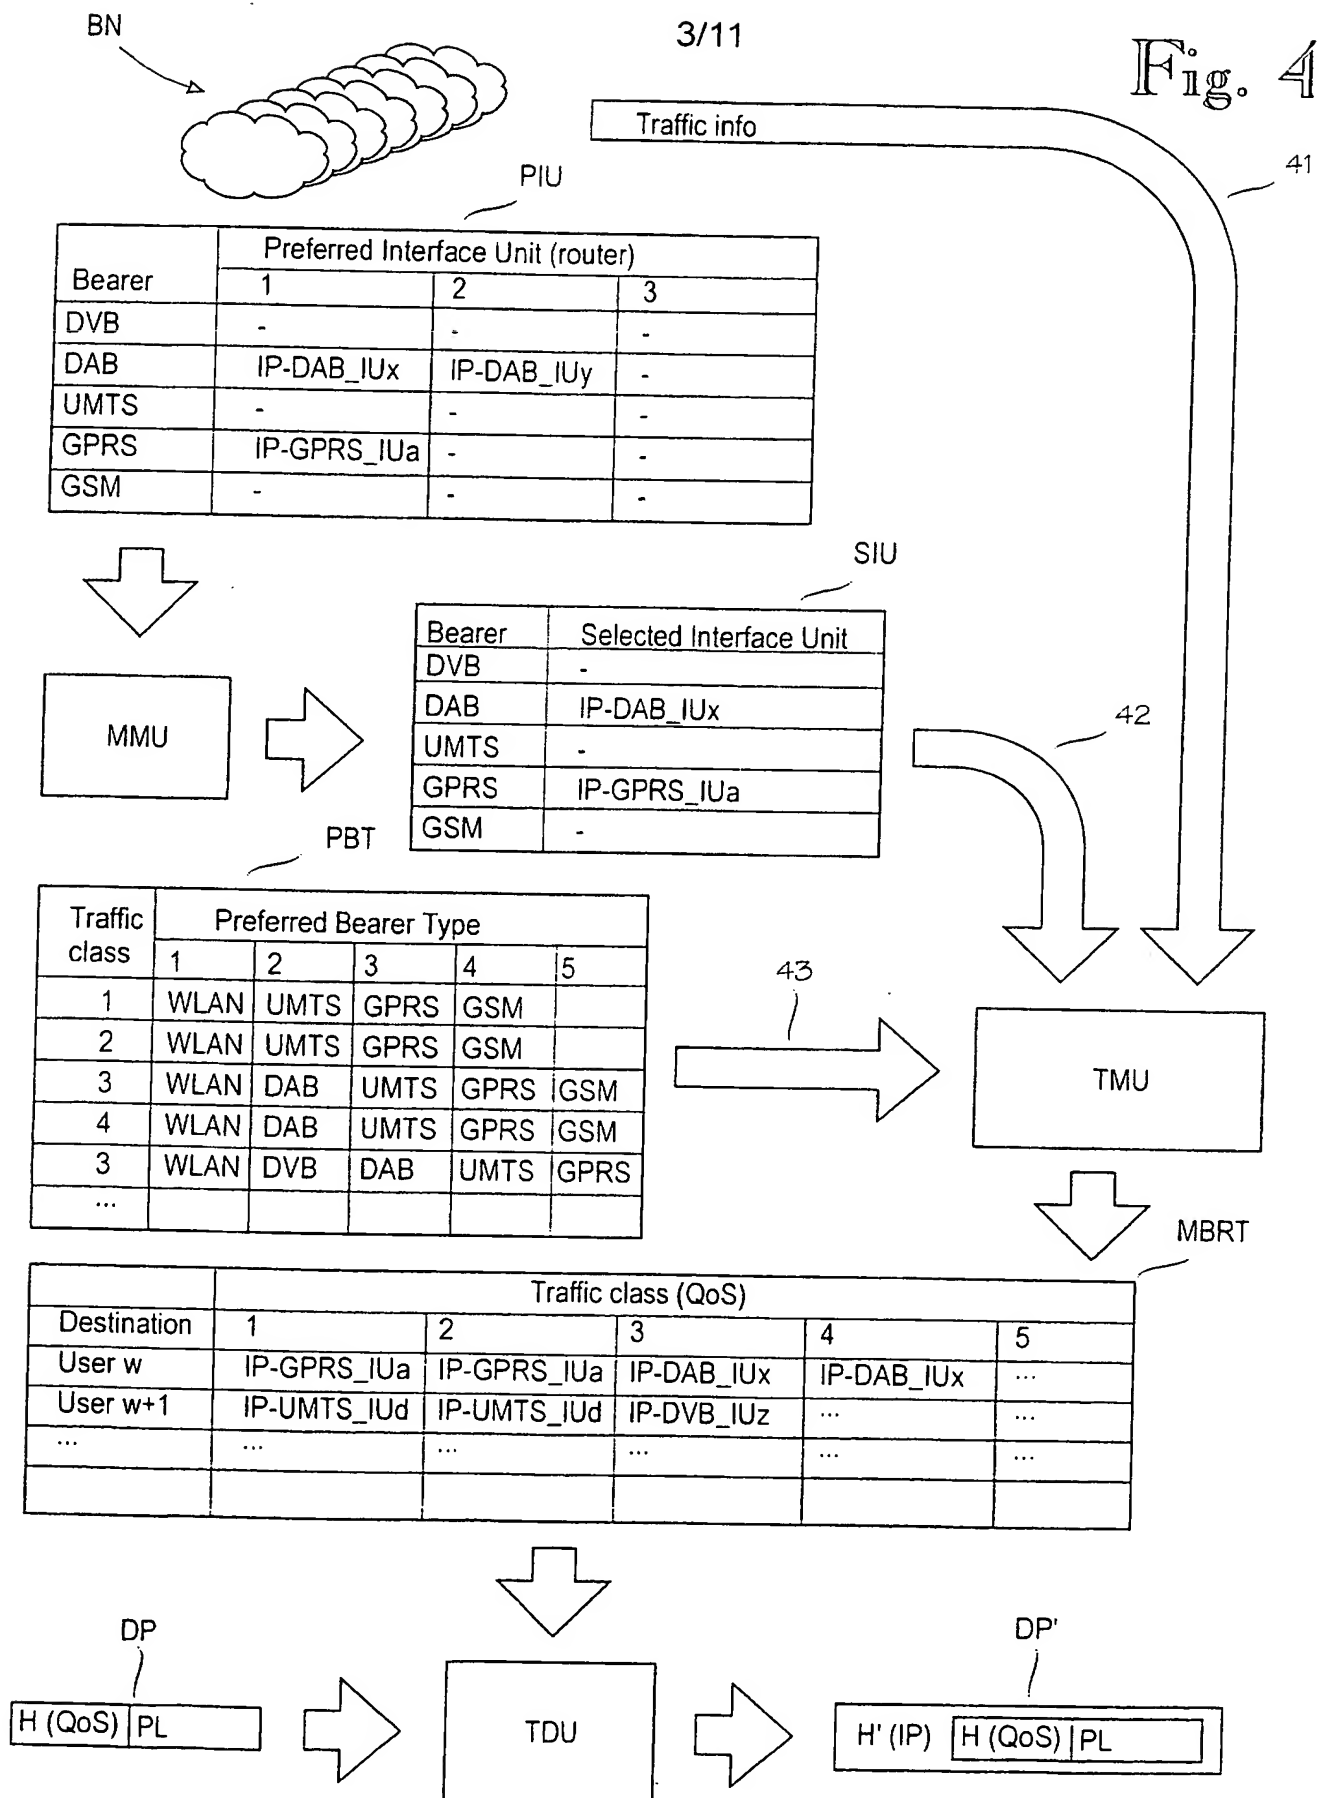 BN
3/11
Fig. 4
Traffic info
41
PIU
Preferred Interface Unit (router)
Bearer 1 2 3
DVB - - -
DAB IP-DAB_IUx IP-DAB_IUy -
UMTS - - -
GPRS IP-GPRS_IUa - -
GSM - - -
SIU
Bearer Selected Interface Unit
DVB -
DAB IP-DAB_IUx
UMTS -
GPRS IP-GPRS_IUa
GSM -
MMU
42
PBT
Traffic class Preferred Bearer Type
1 2 3 4 5
1 WLAN UMTS GPRS GSM
2 WLAN UMTS GPRS GSM
3 WLAN DAB UMTS GPRS GSM
4 WLAN DAB UMTS GPRS GSM
3 WLAN DVB DAB UMTS GPRS
...
43
TMU
MBRT
Traffic class (QoS)
Destination 1 2 3 4 5
User w IP-GPRS_IUa IP-GPRS_IUa IP-DAB_IUx IP-DAB_IUx ...
User w+1 IP-UMTS_IUd IP-UMTS_IUd IP-DVB_IUz ... ...
... ... ... ... ... ...
DP
H (QoS) PL
TDU
DP'
H' (IP) H (QoS) PL